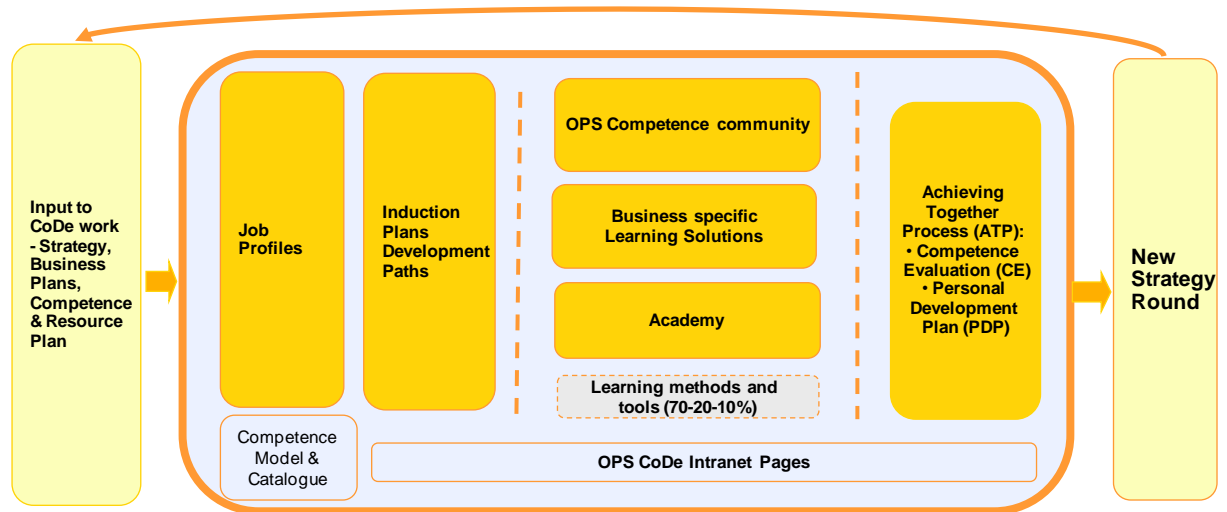 Input to
CoDe work
- Strategy,
Business
Plans,
Competence
& Resource
Plan
Job
Profiles
Induction
Plans
Development
Paths
OPS Competence community
Business specific
Learning Solutions
Academy
Learning methods and
tools (70-20-10%)
Achieving
Together
Process (ATP):
• Competence
Evaluation (CE)
• Personal
Development
Plan (PDP)
New
Strategy
Round
Competence
Model &
Catalogue
OPS CoDe Intranet Pages